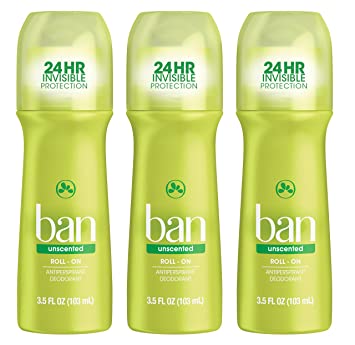 24HR
INVISIBLE
PROTECTION
ban
unscented
ROLL-ON
ANTIPERSPIRANT
DEODORANT
3.5 FL OZ (103 mL)
24HR
INVISIBLE
PROTECTION
ban
unscented
ROLL-ON
ANTIPERSPIRANT
DEODORANT
3.5 FL OZ (103 mL)
24HR
INVISIBLE
PROTECTION
ban
unscented
ROLL-ON
ANTIPERSPIRANT
DEODORANT
3.5 FL OZ (103 mL)